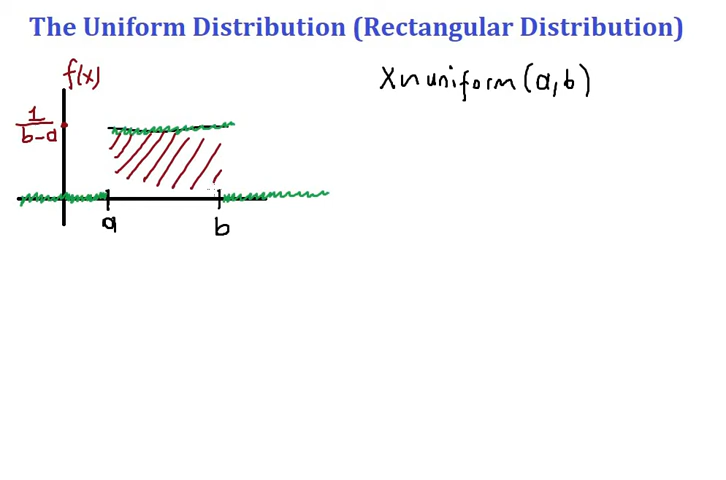 The Uniform Distribution (Rectangular Distribution)
f(x)
X ~ uniform (a, b)
1
b-a
a
b